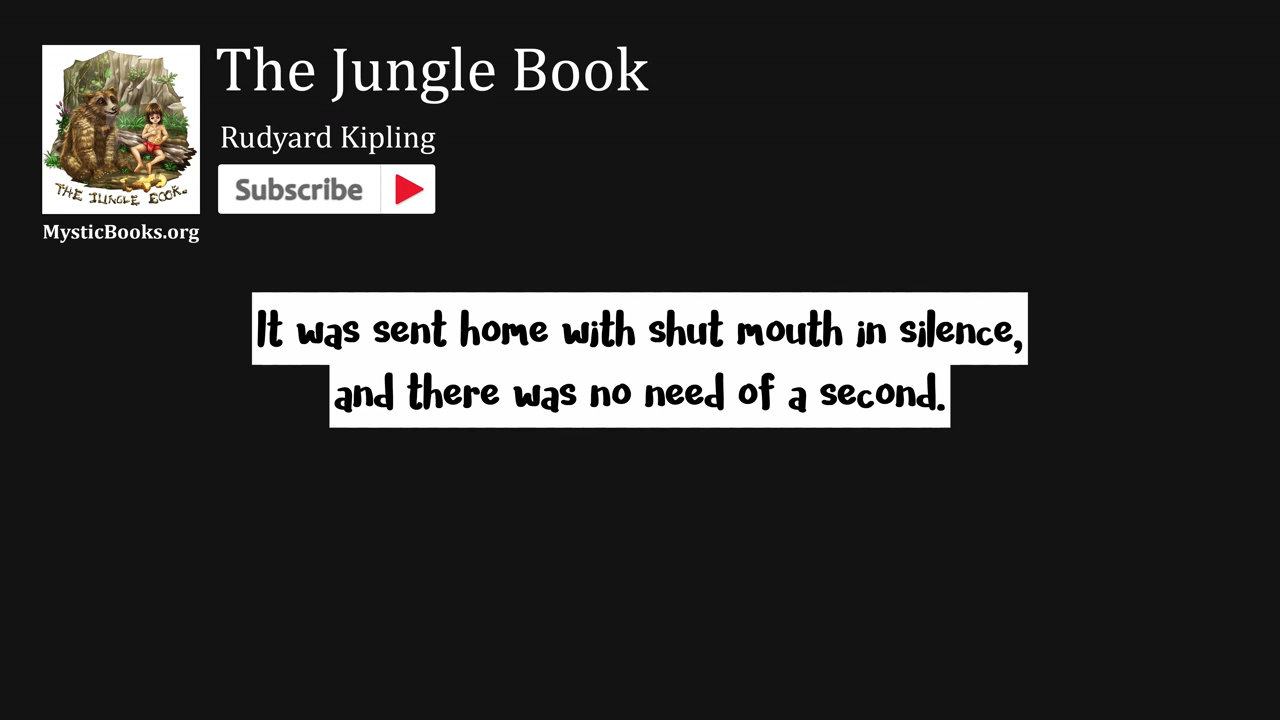 The Jungle Book
Rudyard Kipling
Subscribe
THE JUNGLE BOOK.
MysticBooks.org
It was sent home with shut mouth in silence,
and there was no need of a second.